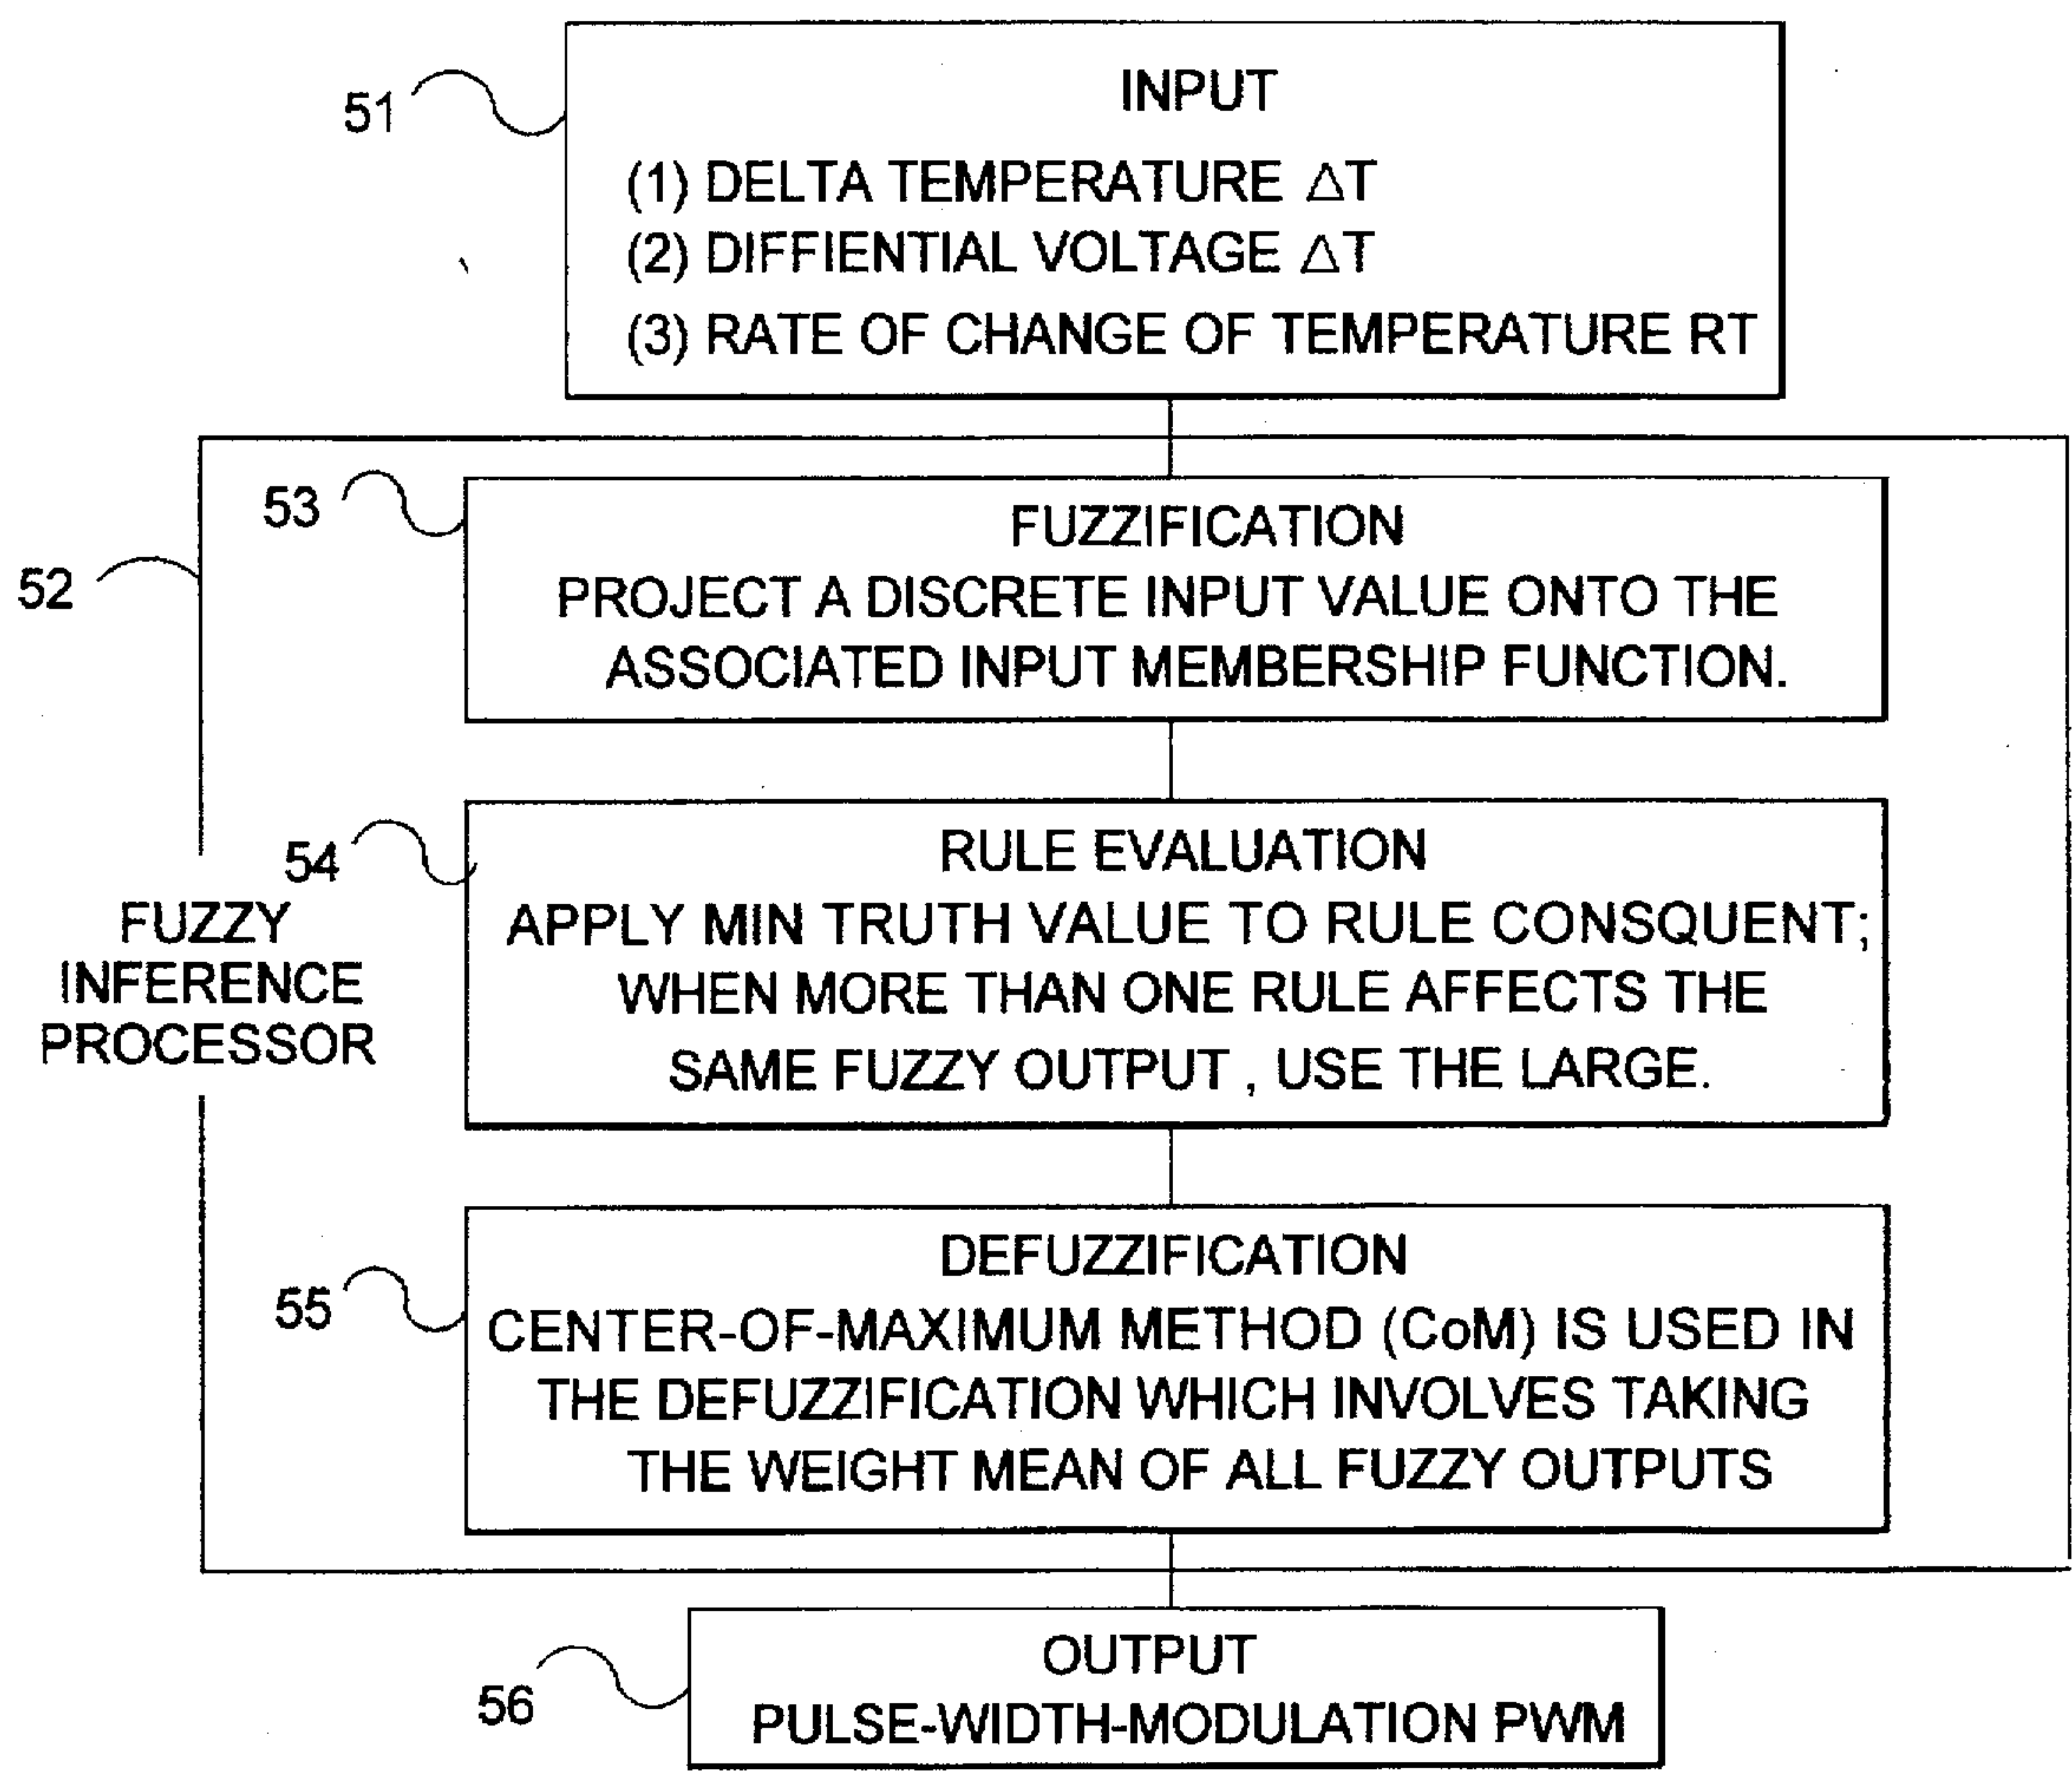 51
INPUT
(1) DELTA TEMPERATURE △T
(2) DIFFIENTIAL VOLTAGE △T
(3) RATE OF CHANGE OF TEMPERATURE RT
52
53
FUZZIFICATION
PROJECT A DISCRETE INPUT VALUE ONTO THE
ASSOCIATED INPUT MEMBERSHIP FUNCTION.
FUZZY
INFERENCE
PROCESSOR
54
RULE EVALUATION
APPLY MIN TRUTH VALUE TO RULE CONSQUENT;
WHEN MORE THAN ONE RULE AFFECTS THE
SAME FUZZY OUTPUT , USE THE LARGE.
55
DEFUZZIFICATION
CENTER-OF-MAXIMUM METHOD (CoM) IS USED IN
THE DEFUZZIFICATION WHICH INVOLVES TAKING
THE WEIGHT MEAN OF ALL FUZZY OUTPUTS
56
OUTPUT
PULSE-WIDTH-MODULATION PWM